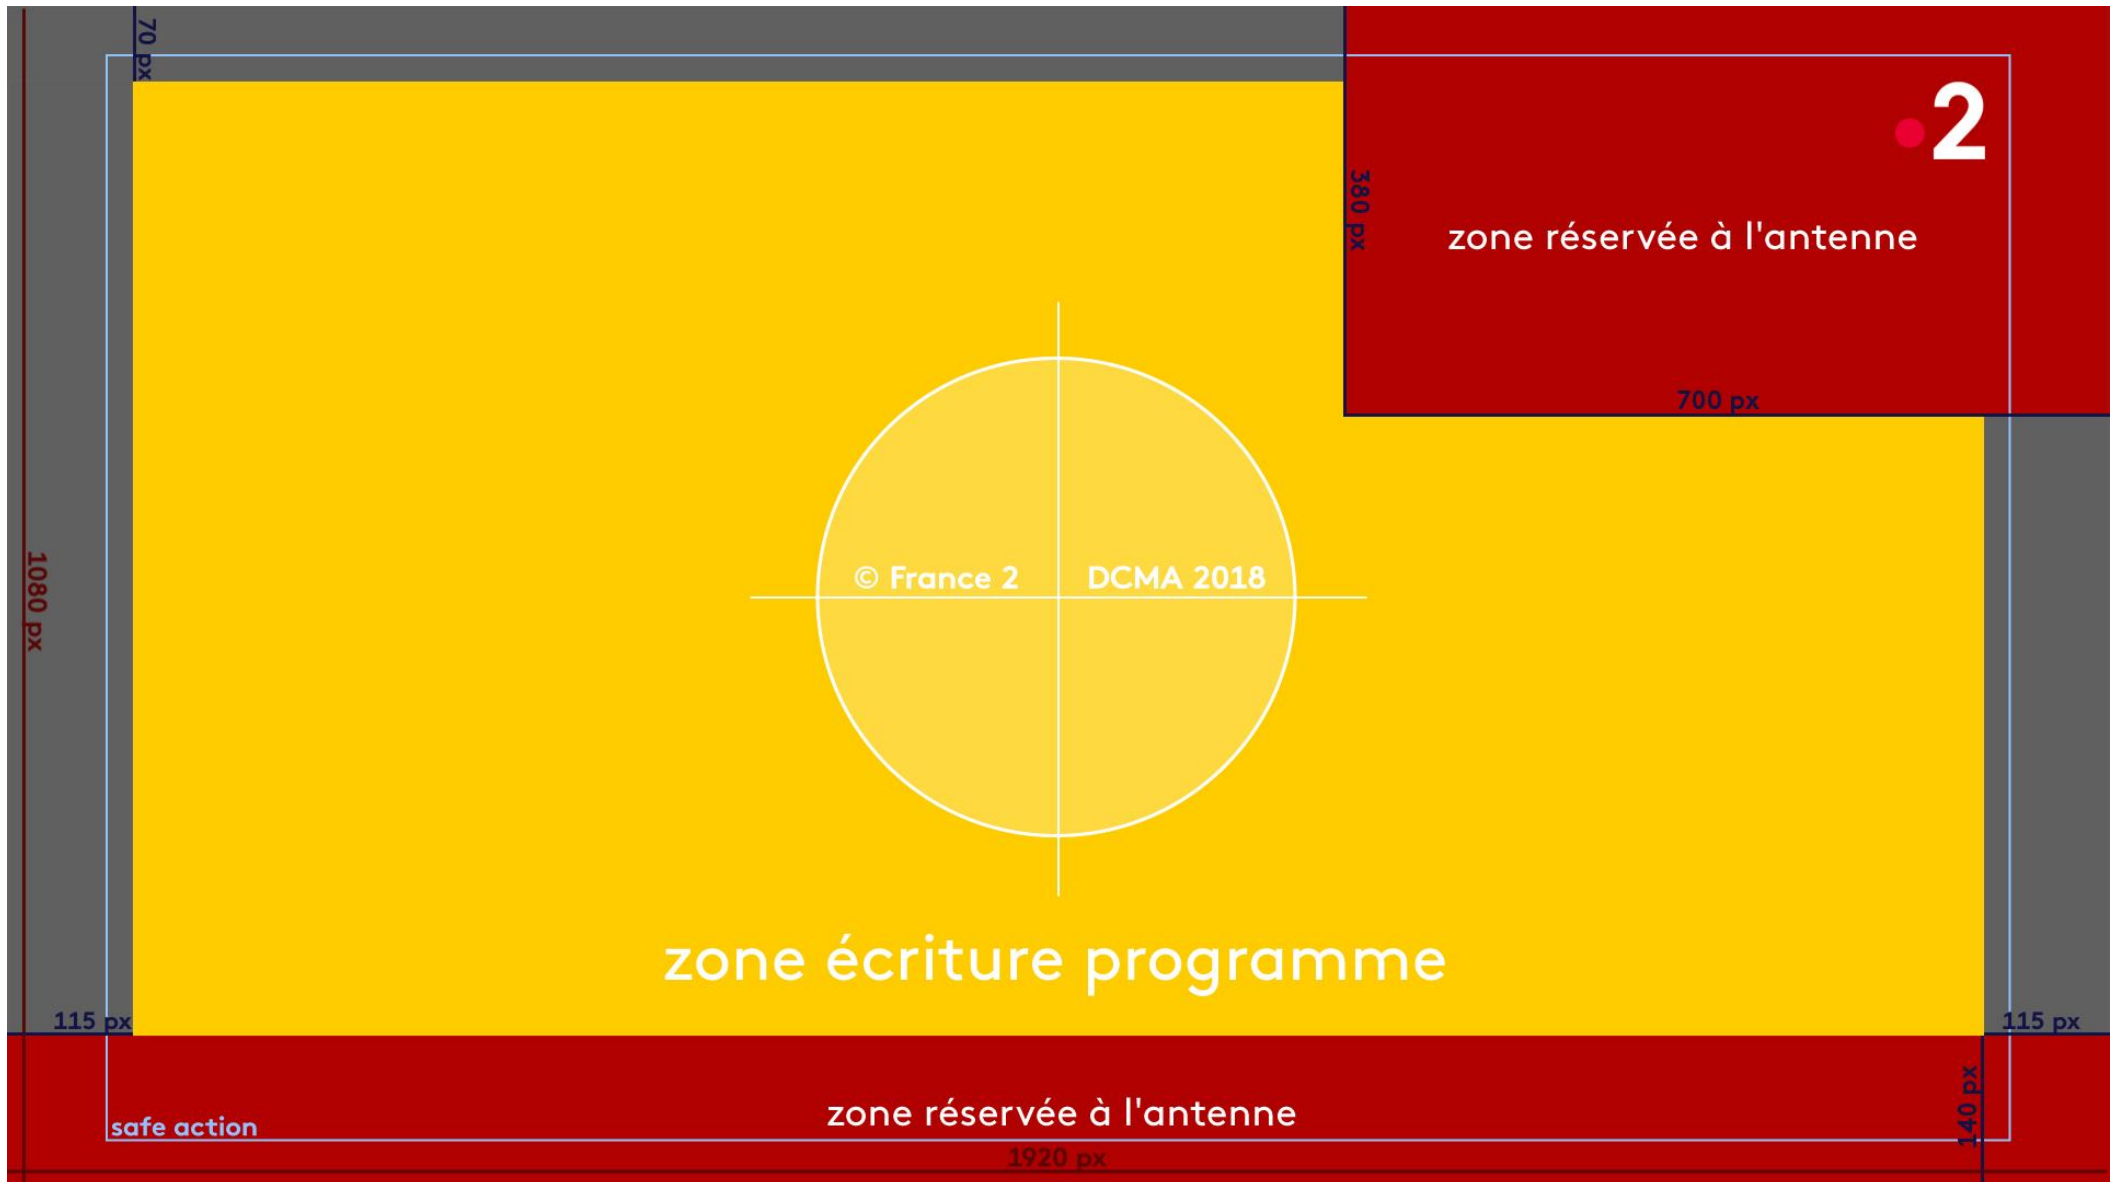 70 px
2
380 px
zone réservée à l'antenne
700 px
1080 px
© France 2 DCMA 2018
zone écriture programme
115 px
115 px
140 px
zone réservée à l'antenne
safe action
1920 px